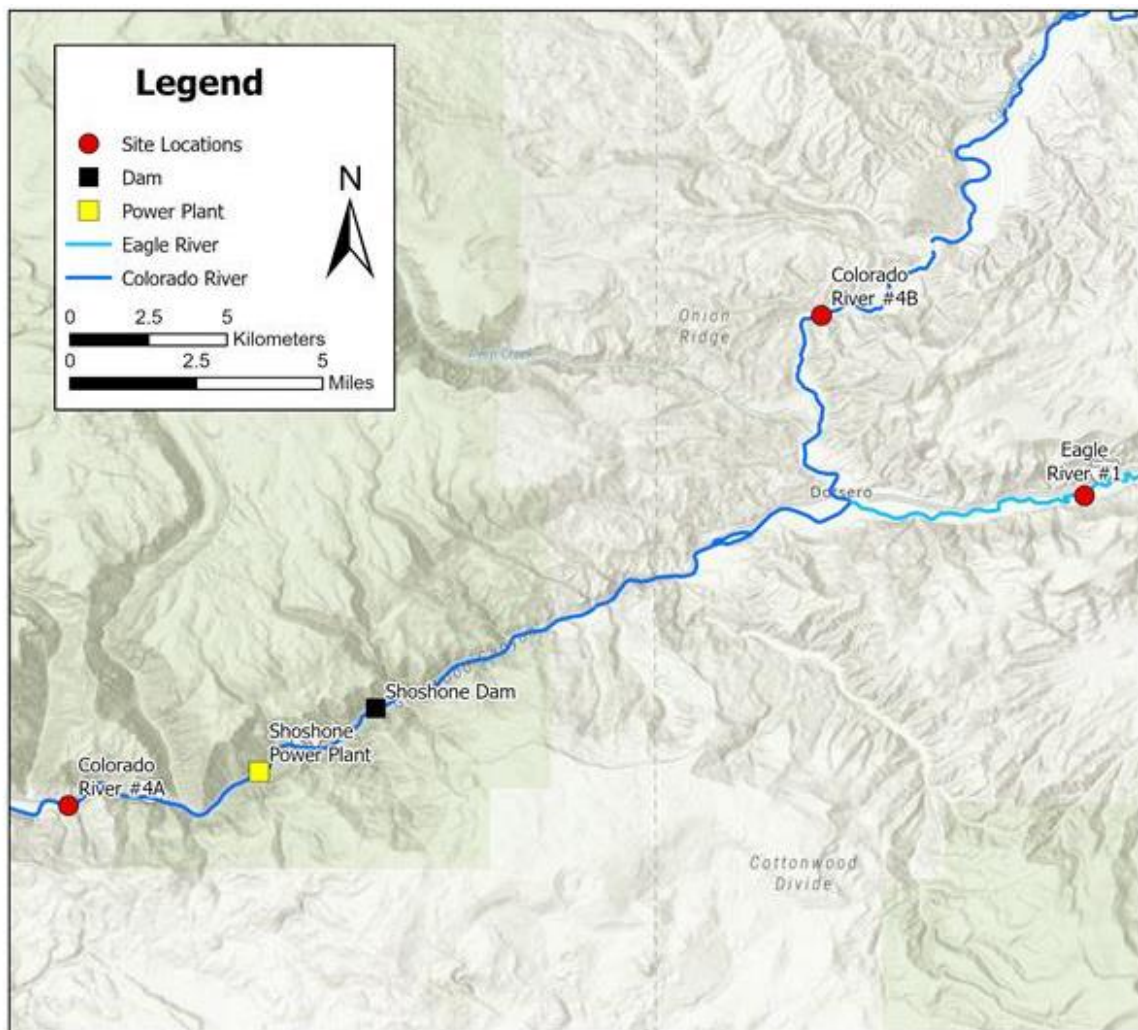 Legend
Site Locations
Dam
Power Plant
Eagle River
Colorado River
N
0 2.5 5
Kilometers
0 2.5 5
Miles
Colorado
River #4B
Onion
Ridge
Deep Creek
Eagle
River #1
Dotsero
Shoshone Dam
Shoshone
Power Plant
Colorado
River #4A
Cottonwood
Divide